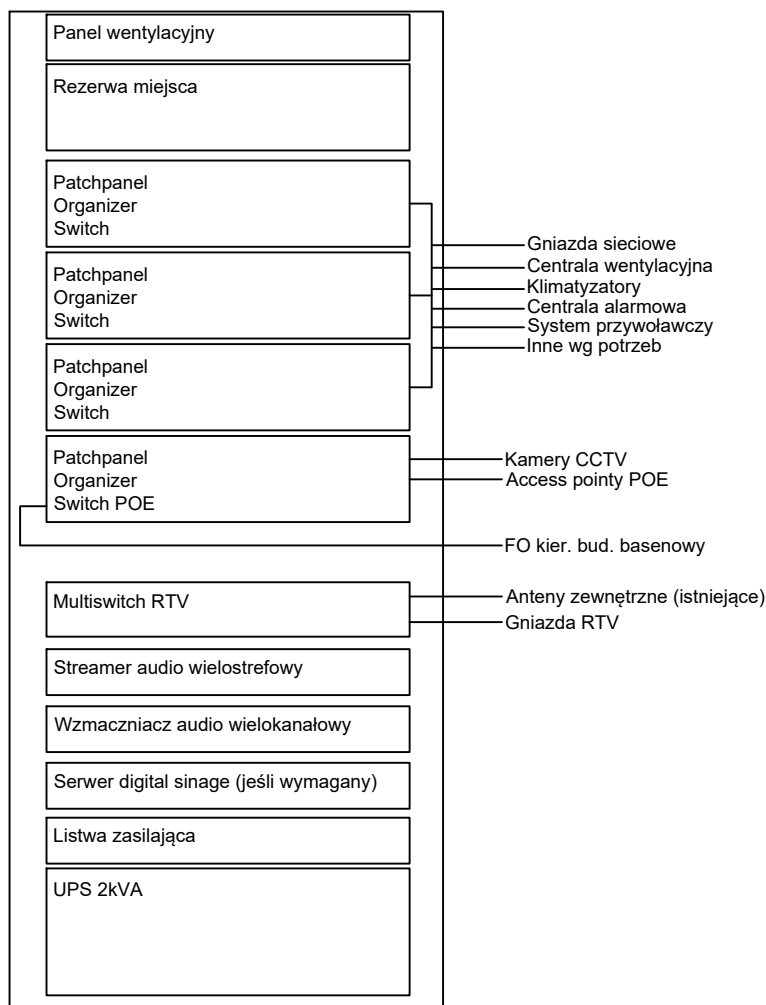 Panel wentylacyjny
Rezerwa miejsca
Patchpanel
Organizer
Switch
Patchpanel
Organizer
Switch
Patchpanel
Organizer
Switch
Gniazda sieciowe
Centrala wentylacyjna
Klimatyzatory
Centrala alarmowa
System przywoławczy
Inne wg potrzeb
Patchpanel
Organizer
Switch POE
Kamery CCTV
Access pointy POE
FO kier. bud. basenowy
Multiswitch RTV
Anteny zewnętrzne (istniejące)
Gniazda RTV
Streamer audio wielostrefowy
Wzmaczniacz audio wielokanałowy
Serwer digital sinage (jeśli wymagany)
Listwa zasilająca
UPS 2kVA